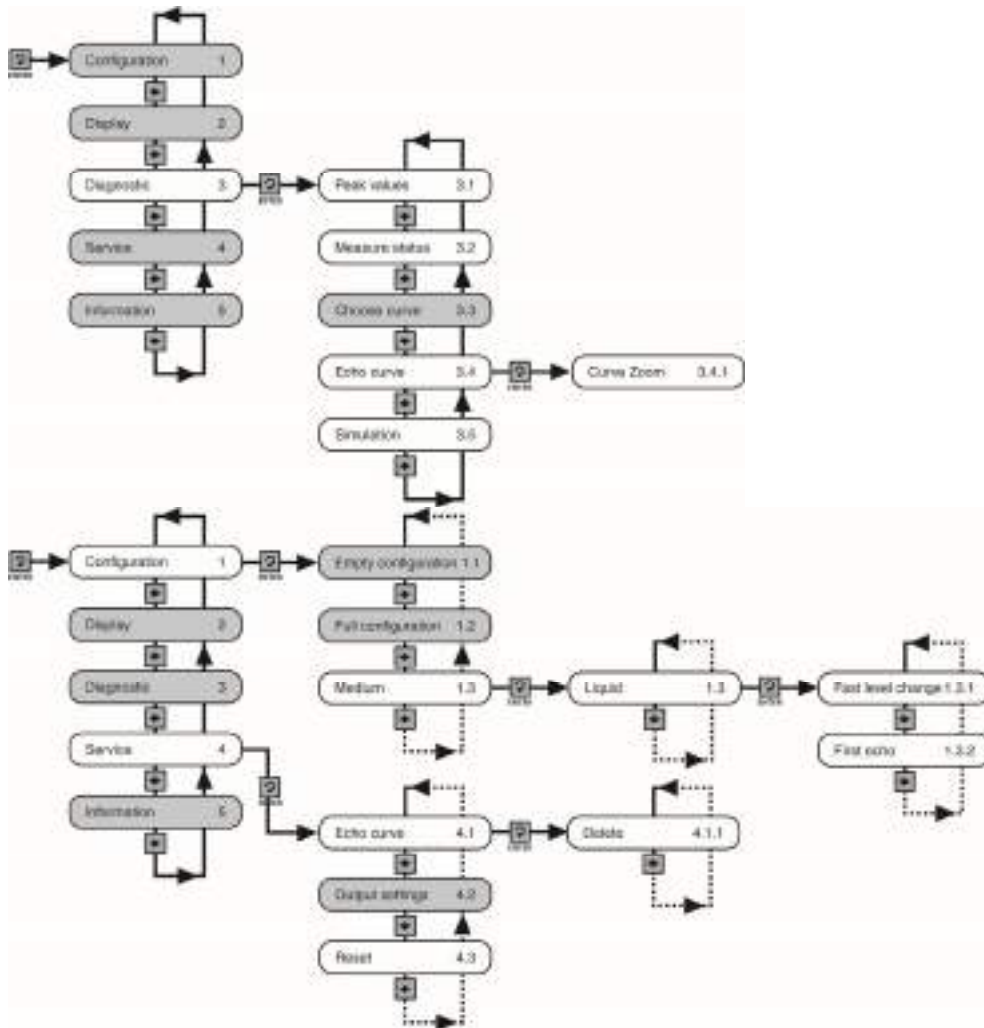 Configuration 1
Display 2
Diagnostic 3
Peak values 3.1
Service 4
Measure status 3.2
Information 5
Choose curve 3.3
Echo curve 3.4
Curve Zoom 3.4.1
Simulation 3.5
Configuration 1
Empty configuration 1.1
Display 2
Full configuration 1.2
Diagnostic 3
Medium 1.3
Liquid 1.3
Fast level change 1.3.1
Service 4
First echo 1.3.2
Information 5
Echo curve 4.1
Delete 4.1.1
Output settings 4.2
Reset 4.3